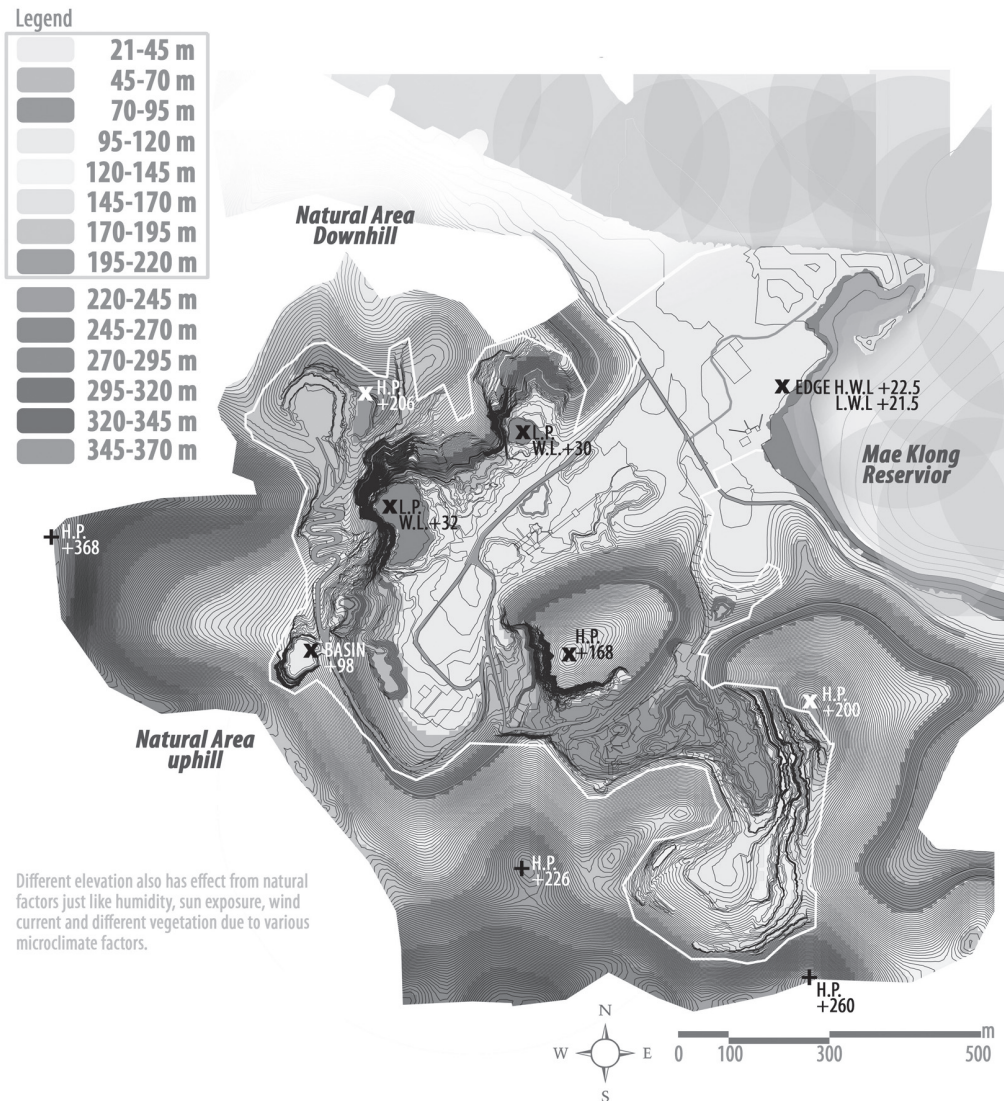 Legend
21-45 m
45-70 m
70-95 m
95-120 m
120-145 m
145-170 m
170-195 m
195-220 m
220-245 m
245-270 m
270-295 m
295-320 m
320-345 m
345-370 m
Natural Area
Downhill
H.P.
+206
EDGE H.W.L +22.5
L.W.L +21.5
L.P.
W.L.+30
Mae Klong
Reservior
L.P.
W.L.+32
H.P.
+368
H.P.
+168
BASIN
+98
H.P.
+200
Natural Area
uphill
H.P.
+226
Different elevation also has effect from natural
factors just like humidity, sun exposure, wind
current and different vegetation due to various
microclimate factors.
H.P.
+260
N
W E
S
m
0 100 300 500